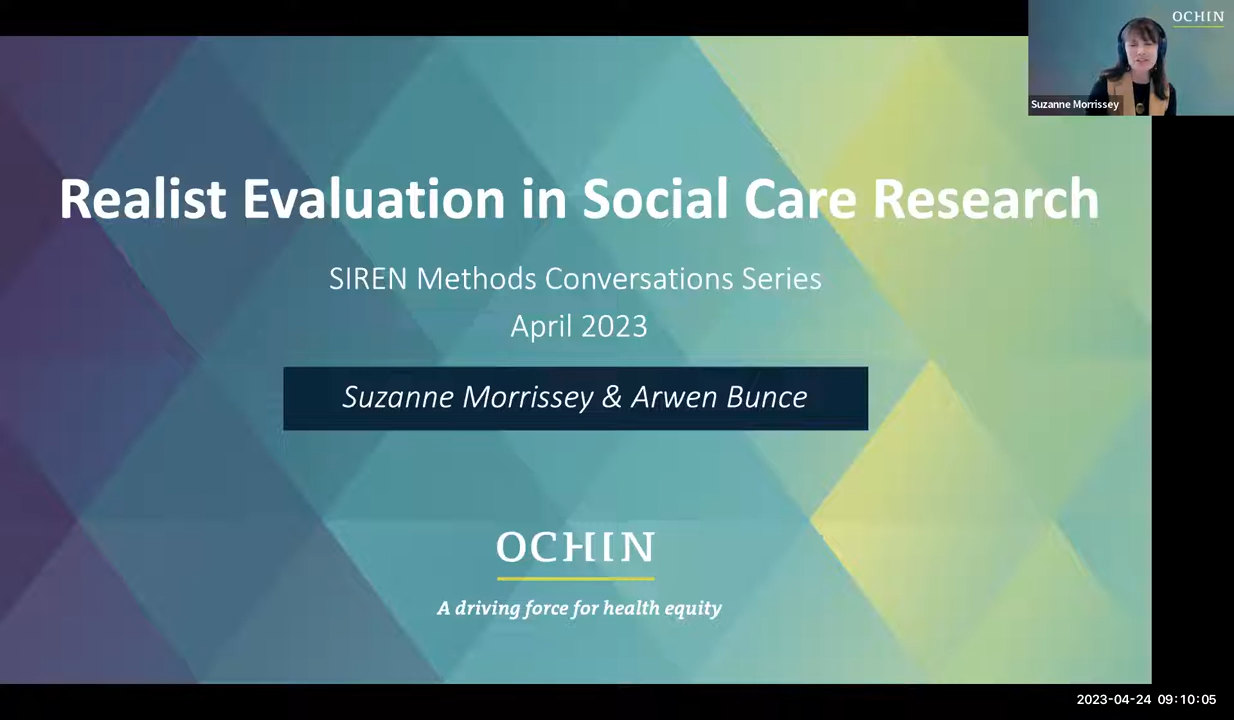 OCHIN
Suzanne Morrissey
Realist Evaluation in Social Care Research
SIREN Methods Conversations Series
April 2023
Suzanne Morrissey & Arwen Bunce
OCHIN
A driving force for health equity
2023-04-24 09:10:05